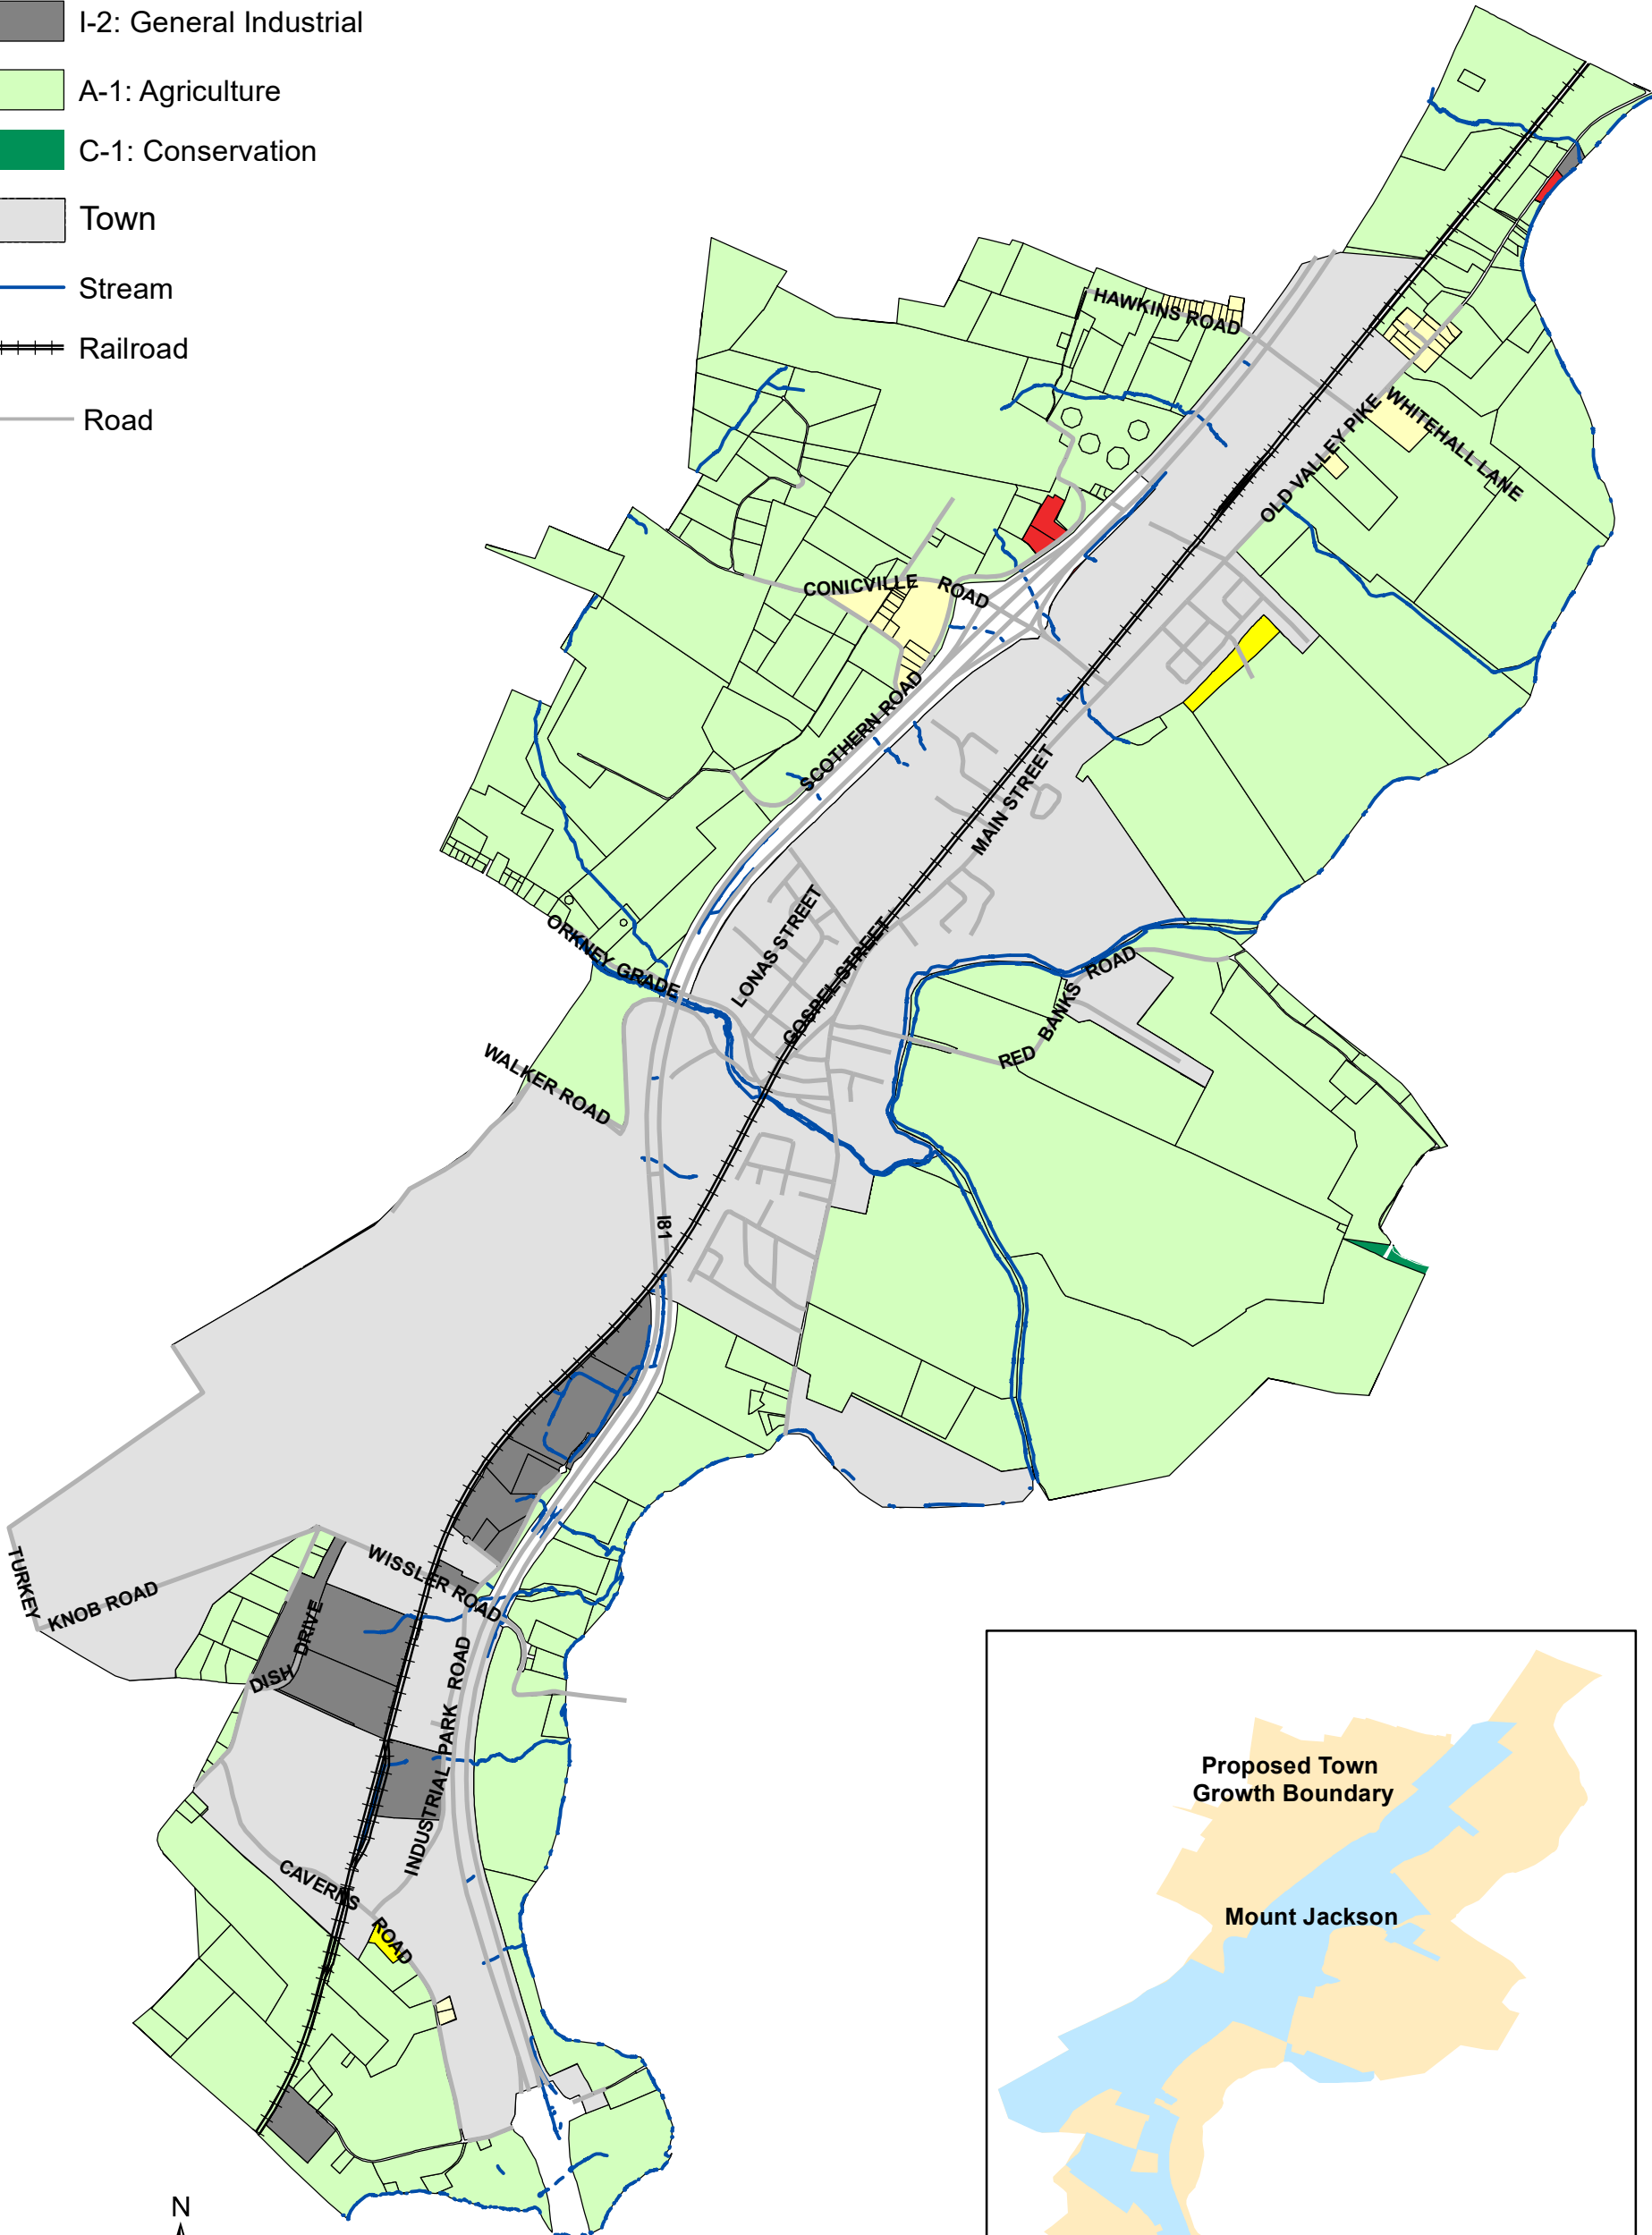 I-2: General Industrial
A-1: Agriculture
C-1: Conservation
Town
Stream
Railroad
Road
HAWKINS ROAD
WHITEHALL LANE
OLD VALLEY PIKE
CONICVILLE ROAD
SCOTHERN ROAD
MAIN STREET
LONAS STREET
GOSPEL STREET
ORKNEY GRADE
RED BANKS ROAD
WALKER ROAD
I81
WISSLER ROAD
TURKEY
KNOB ROAD
DISH DRIVE
INDUSTRIAL PARK ROAD
CAVERNS ROAD
Proposed Town
Growth Boundary
Mount Jackson
N